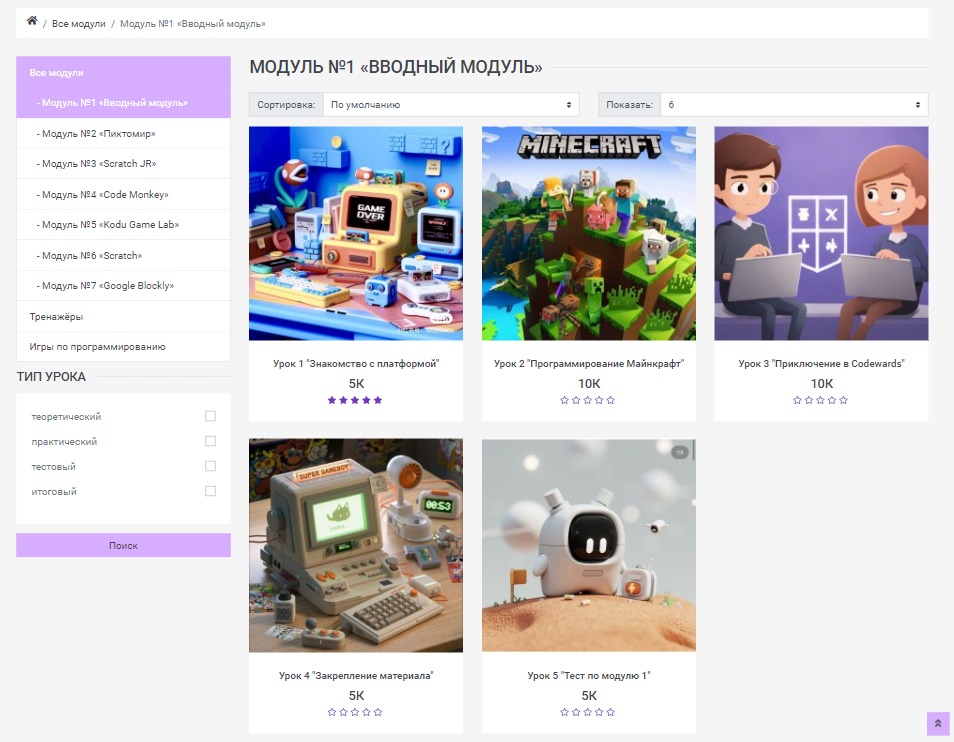 / Все модули / Модуль №1 «Вводный модуль»
Все модули
- Модуль №1 «Вводный модуль»
- Модуль №2 «Пиктомир»
- Модуль №3 «Scratch JR»
- Модуль №4 «Code Monkey»
- Модуль №5 «Kodu Game Lab»
- Модуль №6 «Scratch»
- Модуль №7 «Google Blockly»
Тренажёры
Игры по программированию
ТИП УРОКА
теоретический
практический
тестовый
итоговый
Поиск
МОДУЛЬ №1 «ВВОДНЫЙ МОДУЛЬ»
Сортировка: По умолчанию
Показать: 6
GAME
OVER
MINECRAFT
Урок 1 "Знакомство с платформой"
5K
Урок 2 "Программирование Майнкрафт"
10K
Урок 3 "Приключение в Codewards"
10K
SUPER GAMEBOY
00:53
Урок 4 "Закрепление материала"
5K
Урок 5 "Тест по модулю 1"
5K